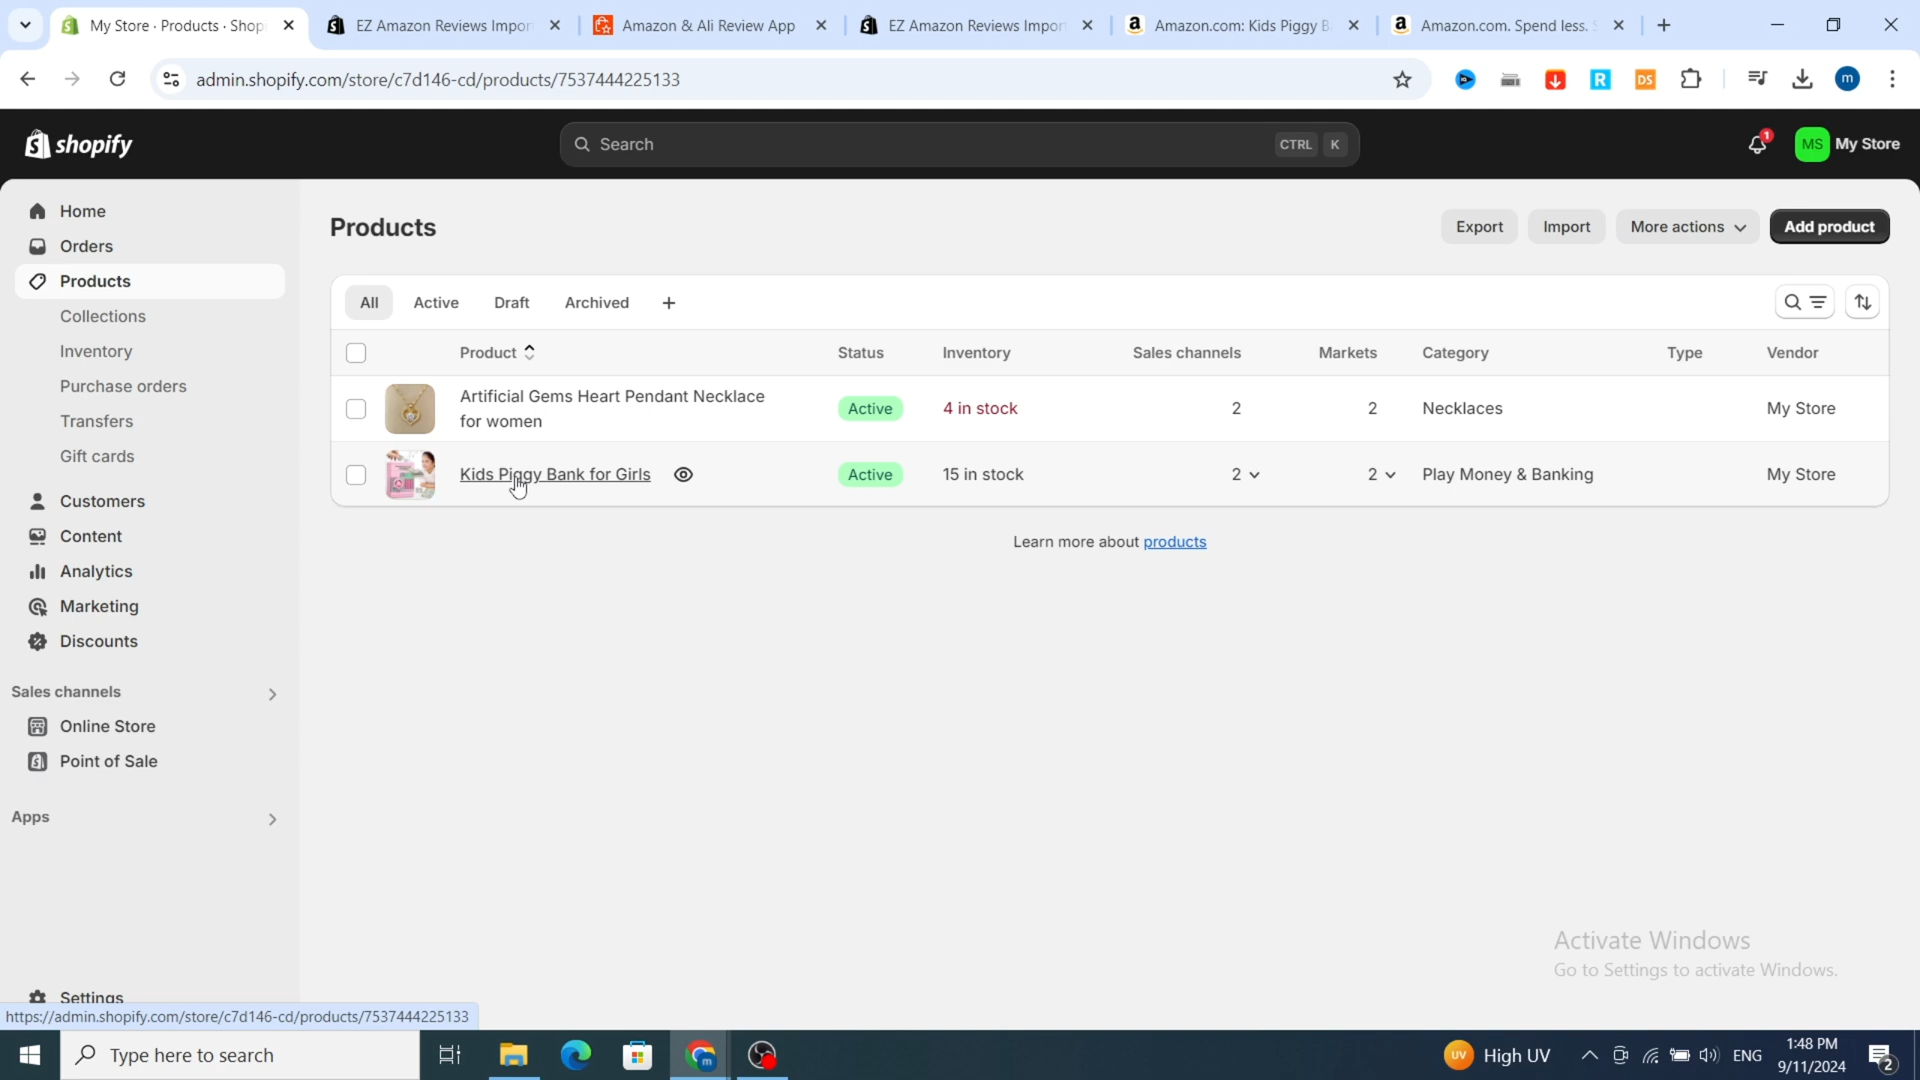 My Store · Products · Shop
EZ Amazon Reviews Impor
Amazon & Ali Review App
EZ Amazon Reviews Impor
Amazon.com: Kids Piggy B
Amazon.com. Spend less. S
admin.shopify.com/store/c7d146-cd/products/7537444225133
R
DS
m
shopify
Search
CTRL K
1
MS My Store
Home
Orders
Products
Collections
Inventory
Purchase orders
Transfers
Gift cards
Customers
Content
Analytics
Marketing
Discounts
Sales channels
Online Store
Point of Sale
Apps
Settings
Products
Export
Import
More actions
Add product
All
Active
Draft
Archived
Product
Status
Inventory
Sales channels
Markets
Category
Type
Vendor
Artificial Gems Heart Pendant Necklace
for women
Active
4 in stock
2
2
Necklaces
My Store
Kids Piggy Bank for Girls
Active
15 in stock
2
2
Play Money & Banking
My Store
Learn more about products
Activate Windows
Go to Settings to activate Windows.
https://admin.shopify.com/store/c7d146-cd/products/7537444225133
Type here to search
m
UV
High UV
ENG
1:48 PM
9/11/2024
2